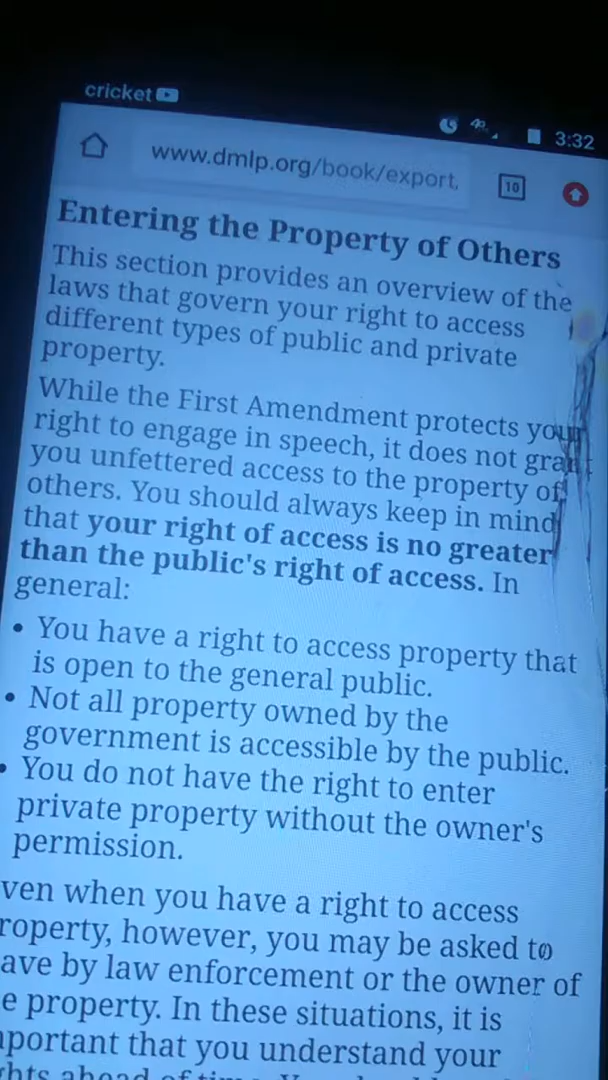 cricket
4G
3:32
www.dmlp.org/book/export.
10
Entering the Property of Others
This section provides an overview of the
laws that govern your right to access
different types of public and private
property.
While the First Amendment protects your
right to engage in speech, it does not grant
you unfettered access to the property of
others. You should always keep in mind
that your right of access is no greater
than the public's right of access. In
general:
• You have a right to access property that
is open to the general public.
• Not all property owned by the
government is accessible by the public.
• You do not have the right to enter
private property without the owner's
permission.
ven when you have a right to access
roperty, however, you may be asked to
ave by law enforcement or the owner of
e property. In these situations, it is
portant that you understand your
ghts ahead of time.